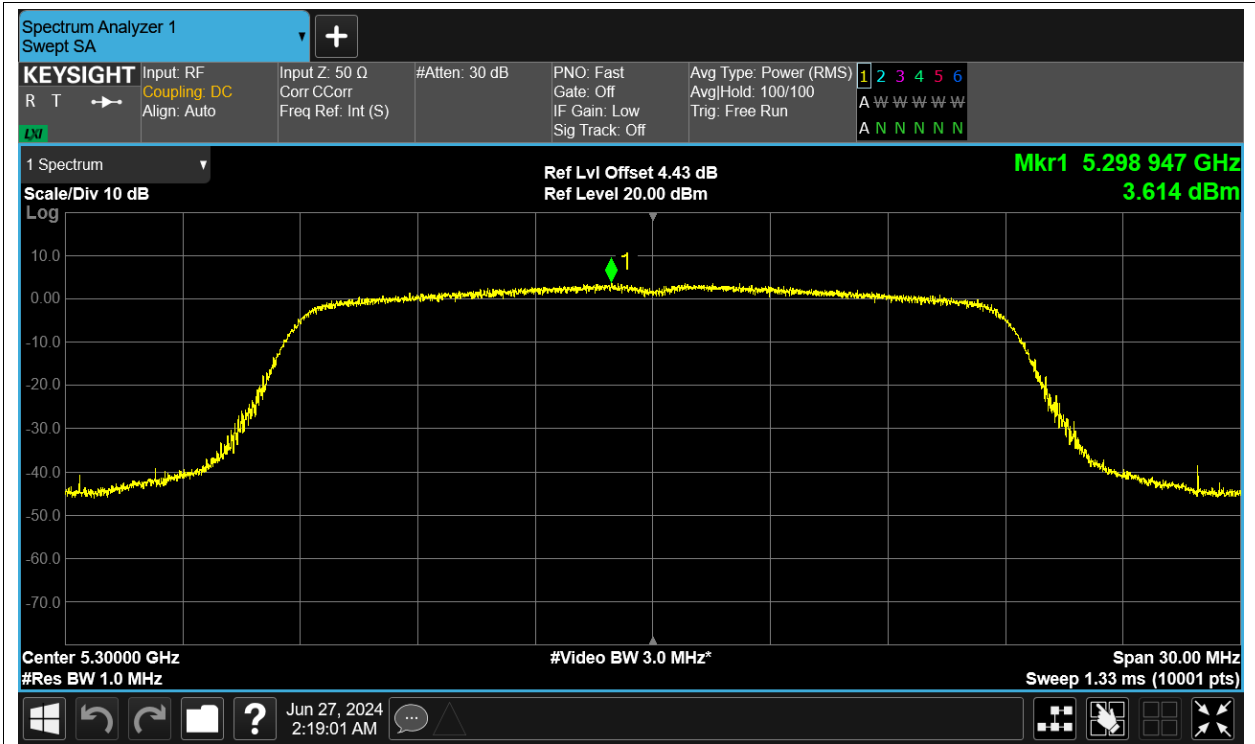 Spectrum Analyzer 1
Swept SA
KEYSIGHT
R T
LXI
Input: RF
Coupling: DC
Align: Auto
Input Z: 50 Ω
Corr CCorr
Freq Ref: Int (S)
#Atten: 30 dB
PNO: Fast
Gate: Off
IF Gain: Low
Sig Track: Off
Avg Type: Power (RMS)
Avg|Hold: 100/100
Trig: Free Run
1 2 3 4 5 6
A W W W W W
A N N N N N
1 Spectrum
Scale/Div 10 dB
Log
Ref Lvl Offset 4.43 dB
Ref Level 20.00 dBm
Mkr1 5.298 947 GHz
3.614 dBm
1
10.0
0.00
-10.0
-20.0
-30.0
-40.0
-50.0
-60.0
-70.0
Center 5.30000 GHz
#Res BW 1.0 MHz
#Video BW 3.0 MHz*
Span 30.00 MHz
Sweep 1.33 ms (10001 pts)
?
Jun 27, 2024
2:19:01 AM